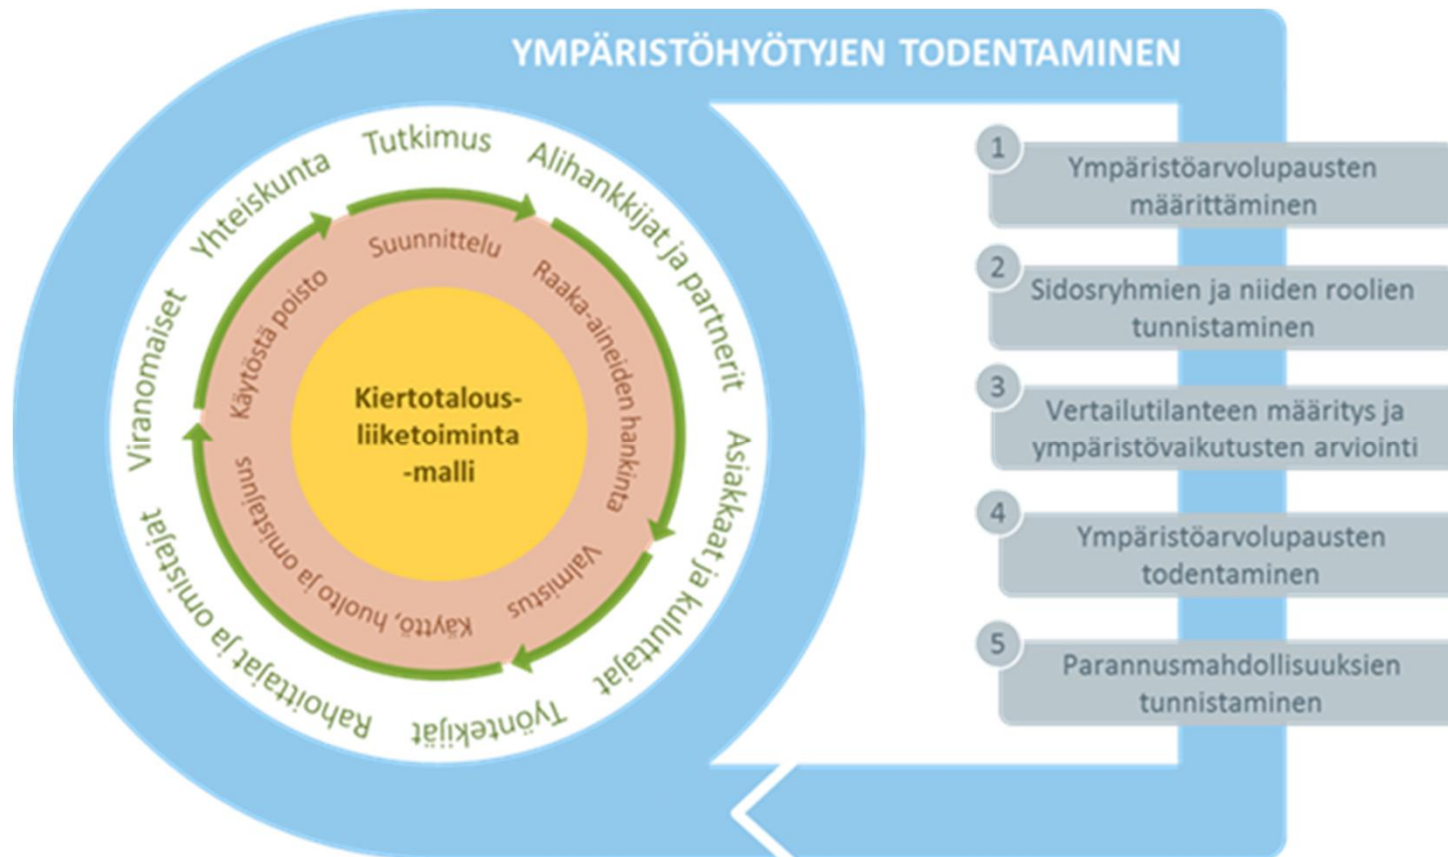 YMPÄRISTÖHYÖTYJEN TODENTAMINEN
Tutkimus
Alihankkijat ja partnerit
Asiakkaat ja kuluttajat
Työntekijät
Rahoittajat ja omistajat
Viranomaiset
Yhteiskunta
Suunnittelu
Raaka-aineiden hankinta
Valmistus
Käyttö, huolto ja omistajuus
Käytöstä poisto
Kiertotalous-
liiketoiminta
-malli
1
Ympäristöarvolupausten
määrittäminen
2
Sidosryhmien ja niiden roolien
tunnistaminen
3
Vertailutilanteen määritys ja
ympäristövaikutusten arviointi
4
Ympäristöarvolupausten
todentaminen
5
Parannusmahdollisuuksien
tunnistaminen